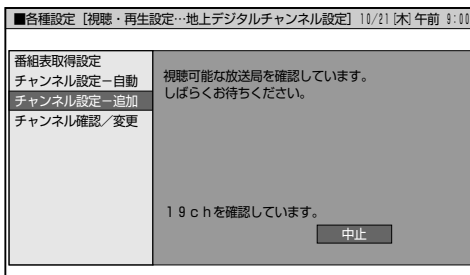 ■各種設定［視聴・再生設定…地上デジタルチャンネル設定］10/21［木］午前 9:00
番組表取得設定
チャンネル設定－自動
チャンネル設定－追加
チャンネル確認／変更
視聴可能な放送局を確認しています。
しばらくお待ちください。
１９ｃｈを確認しています。
中止